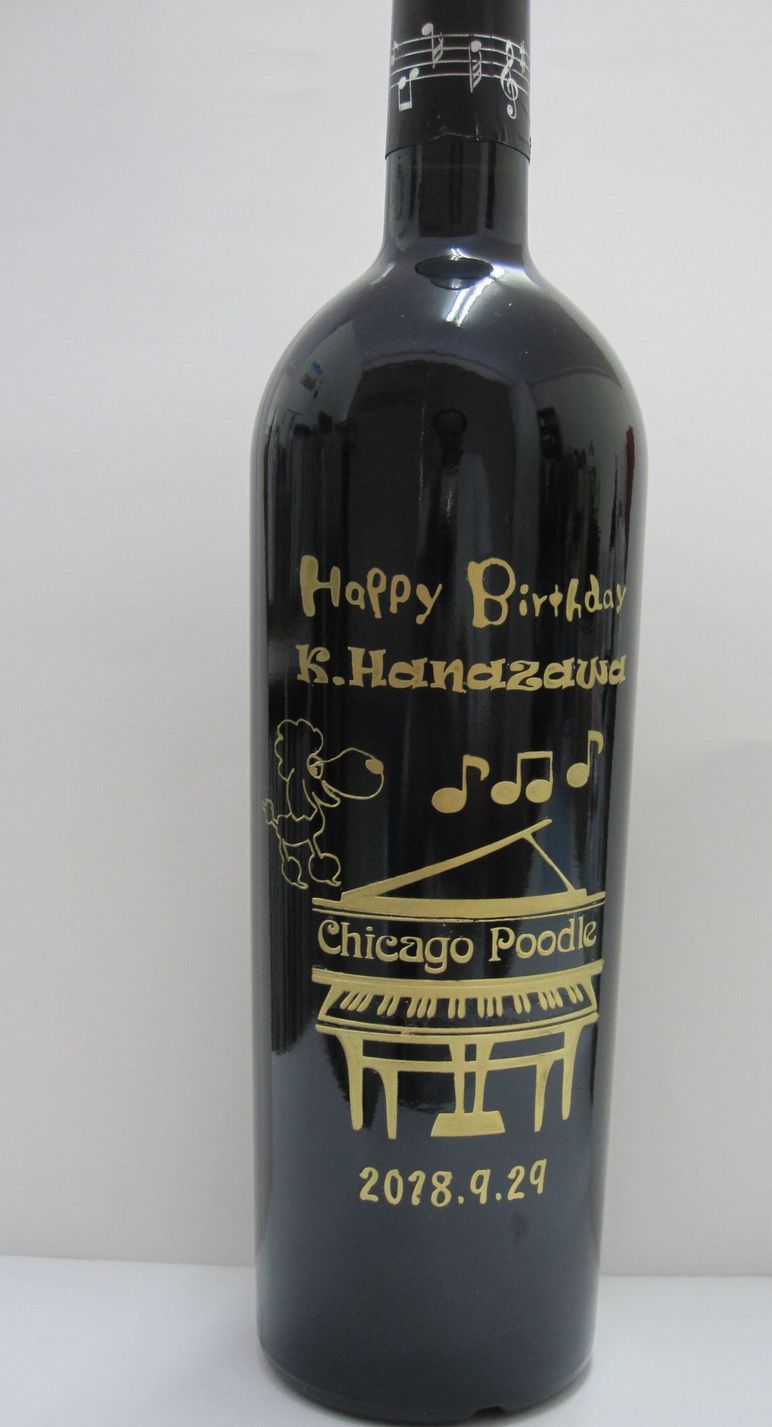 Happy Birthday
K.Hanazawa
Chicago Poodle
2018.9.29